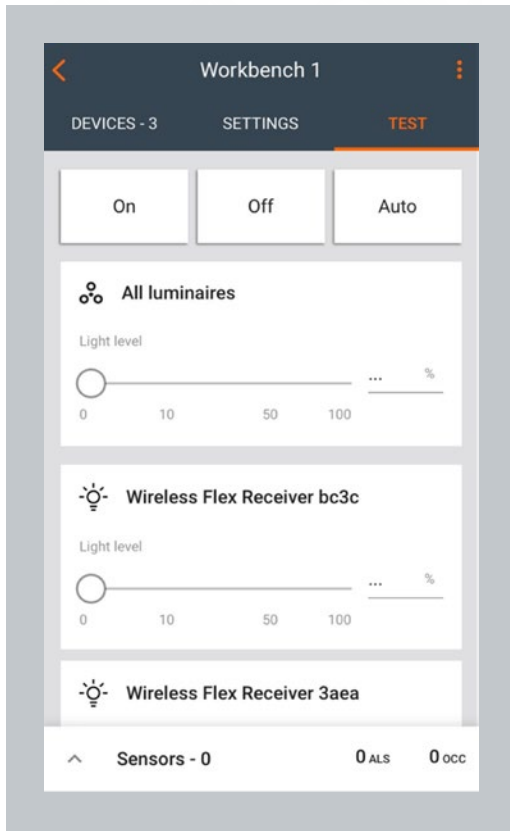 Workbench 1
DEVICES - 3 SETTINGS TEST
On Off Auto
All luminaires
Light level
... %
0 10 50 100
Wireless Flex Receiver bc3c
Light level
... %
0 10 50 100
Wireless Flex Receiver 3aea
Sensors - 0 0 ALS 0 OCC